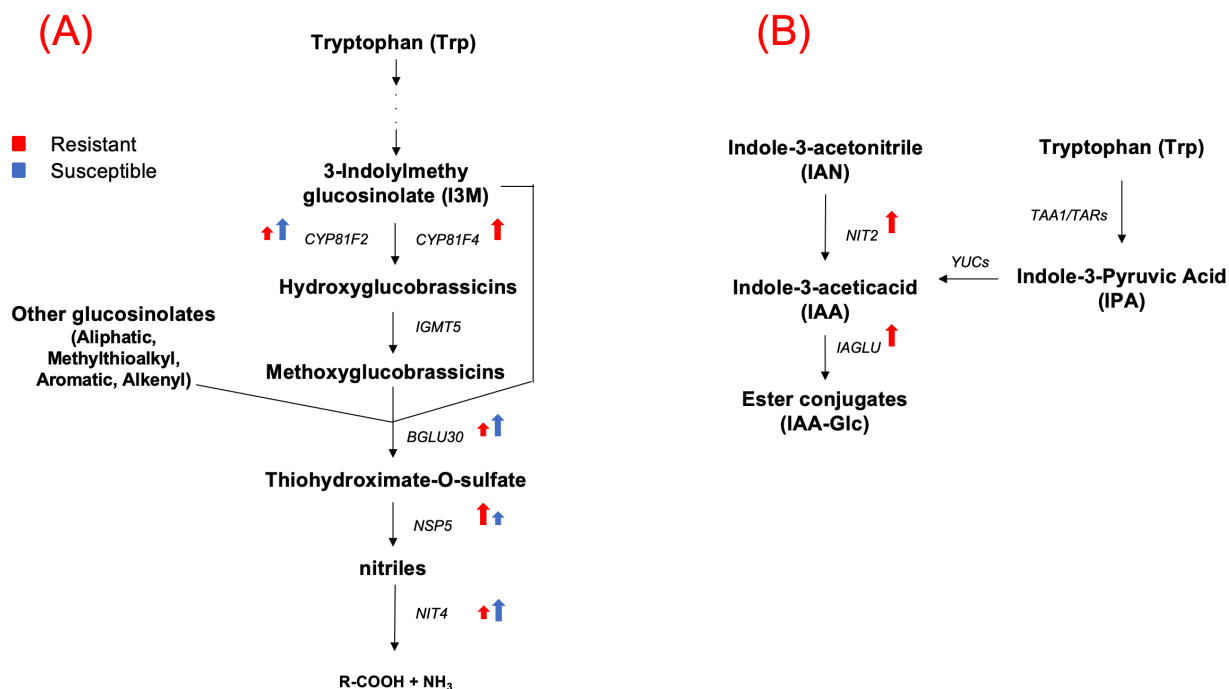 (A)
Tryptophan (Trp)
Resistant
Susceptible
3-Indolylmethy
glucosinolate (I3M)
CYP81F2
CYP81F4
Hydroxyglucobrassicins
Other glucosinolates
(Aliphatic,
Methylthioalkyl,
Aromatic, Alkenyl)
IGMT5
Methoxyglucobrassicins
BGLU30
Thiohydroximate-O-sulfate
NSP5
nitriles
NIT4
R-COOH + NH₃
(B)
Indole-3-acetonitrile
(IAN)
Tryptophan (Trp)
NIT2
TAA1/TARs
YUCs
Indole-3-aceticacid
(IAA)
Indole-3-Pyruvic Acid
(IPA)
IAGLU
Ester conjugates
(IAA-Glc)